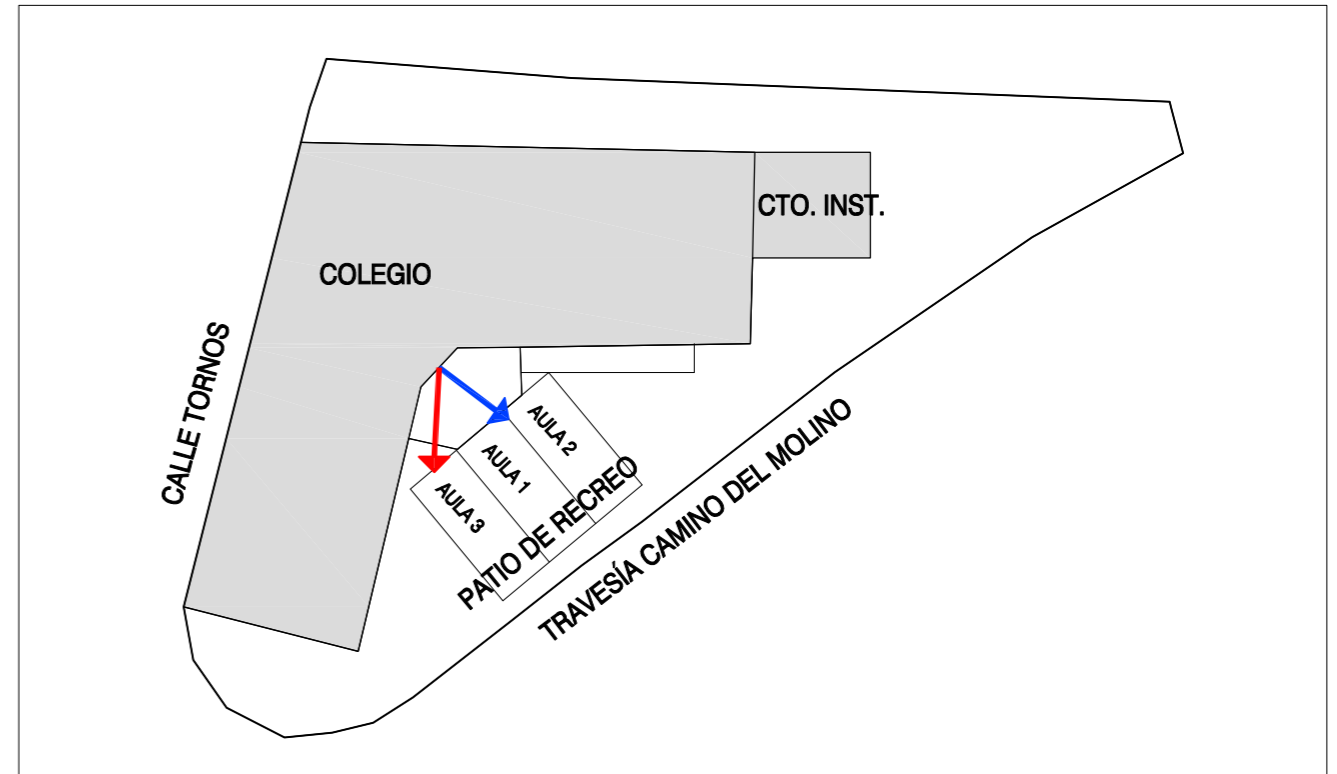 CTO. INST.
COLEGIO
CALLE TORNOS
AULA 2
AULA 1
AULA 3
PATIO DE RECREO
TRAVESÍA CAMINO DEL MOLINO